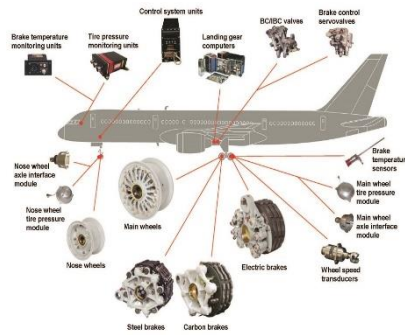 Control system units
Brake temperature
monitoring units
Tire pressure
monitoring units
Landing gear
computers
BC/IBC valves
Brake control
servovalves
Nose wheel
axle interface
module
Nose wheel
tire pressure
module
Nose wheels
Main wheels
Steel brakes
Carbon brakes
Electric brakes
Brake
temperature
sensors
Main wheel
tire pressure
module
Main wheel
axle interface
module
Wheel speed
transducers